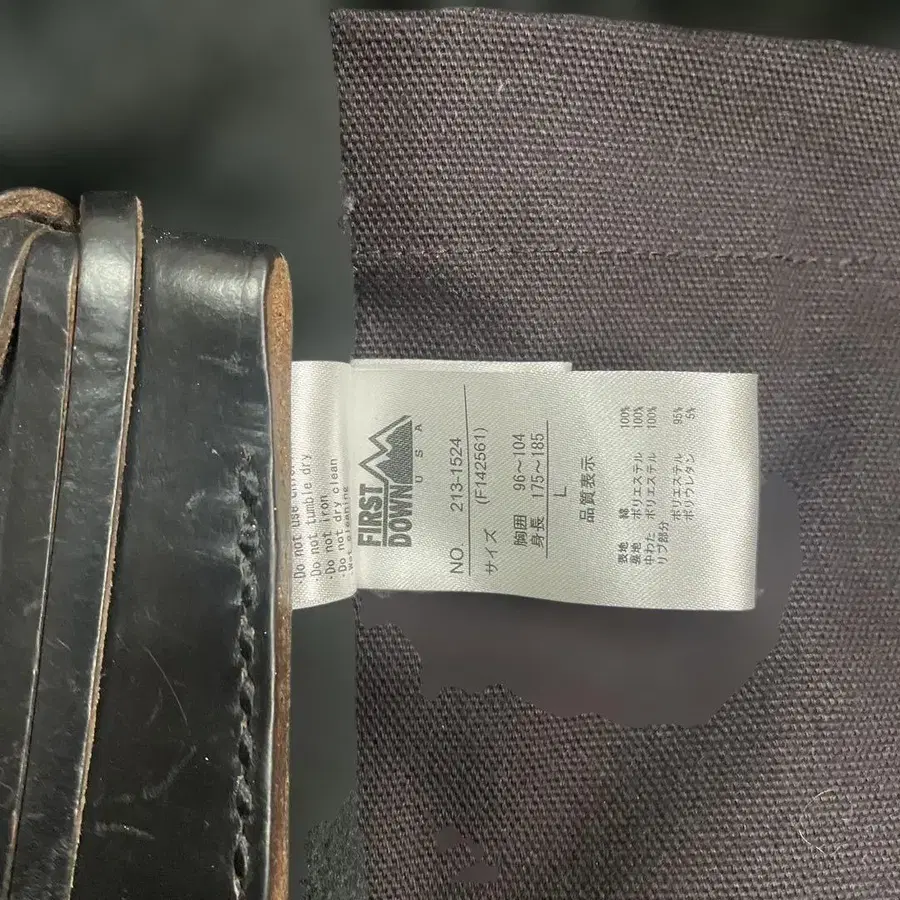 ·Do not tumble dry
·Do not iron
·Do not dry clean
FIRST
DOWN
USA
NO. 213-1524
サイズ (F142561)
胸囲 96～104
身長 175～185
L
品質表示
表地 綿 100%
裏地 ポリエステル 100%
中わた ポリエステル 100%
リブ部分
ポリエステル 95%
ポリウレタン 5%